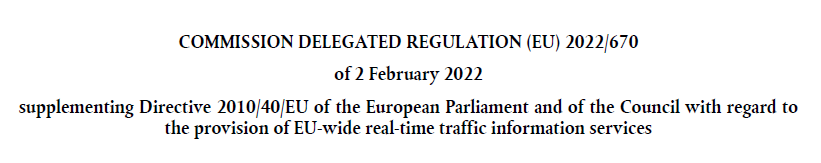 COMMISSION DELEGATED REGULATION (EU) 2022/670
of 2 February 2022
supplementing Directive 2010/40/EU of the European Parliament and of the Council with regard to
the provision of EU-wide real-time traffic information services